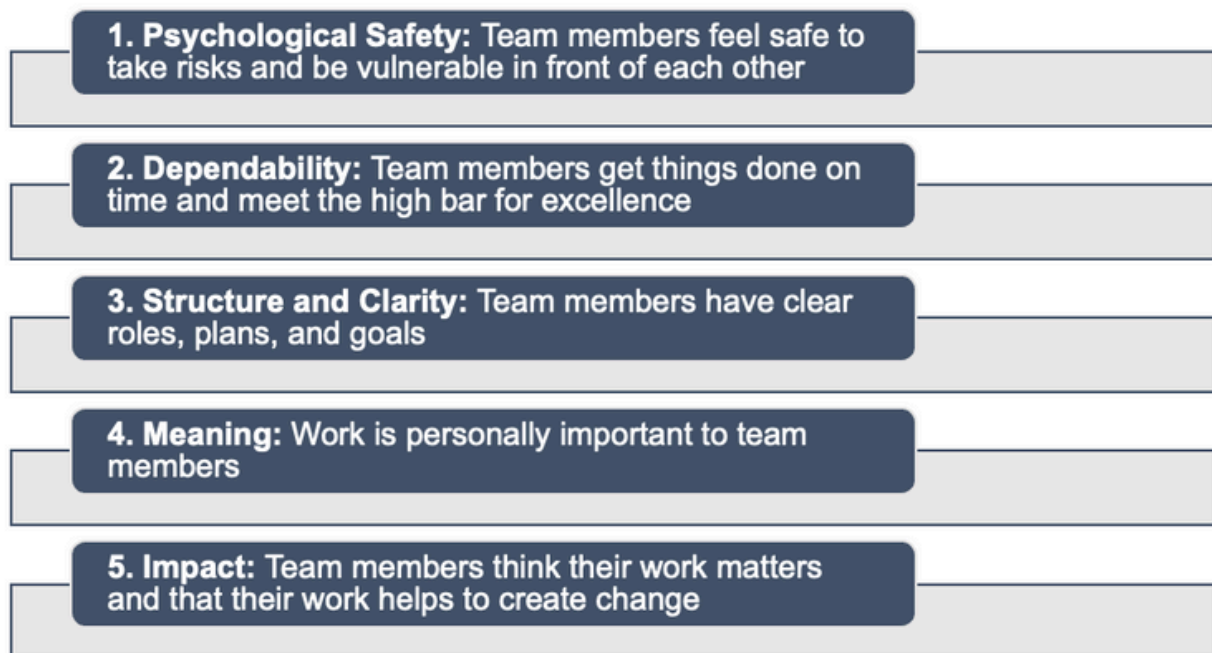 1. Psychological Safety: Team members feel safe to
take risks and be vulnerable in front of each other
2. Dependability: Team members get things done on
time and meet the high bar for excellence
3. Structure and Clarity: Team members have clear
roles, plans, and goals
4. Meaning: Work is personally important to team
members
5. Impact: Team members think their work matters
and that their work helps to create change